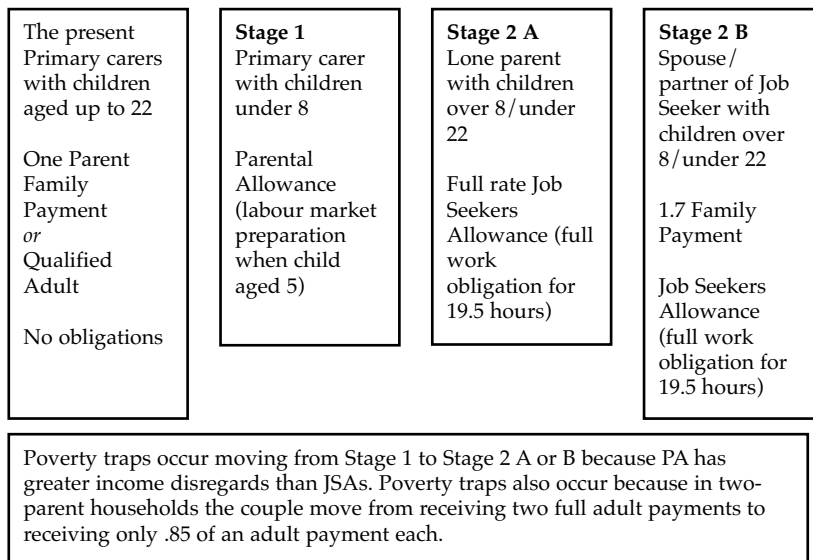 The present
Primary carers
with children
aged up to 22
One Parent
Family
Payment
or
Qualified
Adult
No obligations
Stage 1
Primary carer
with children
under 8
Parental
Allowance
(labour market
preparation
when child
aged 5)
Stage 2 A
Lone parent
with children
over 8/under
22
Full rate Job
Seekers
Allowance (full
work
obligation for
19.5 hours)
Stage 2 B
Spouse/
partner of Job
Seeker with
children over
8/under 22
1.7 Family
Payment
Job Seekers
Allowance
(full work
obligation for
19.5 hours)
Poverty traps occur moving from Stage 1 to Stage 2 A or B because PA has
greater income disregards than JSAs. Poverty traps also occur because in two-
parent households the couple move from receiving two full adult payments to
receiving only .85 of an adult payment each.